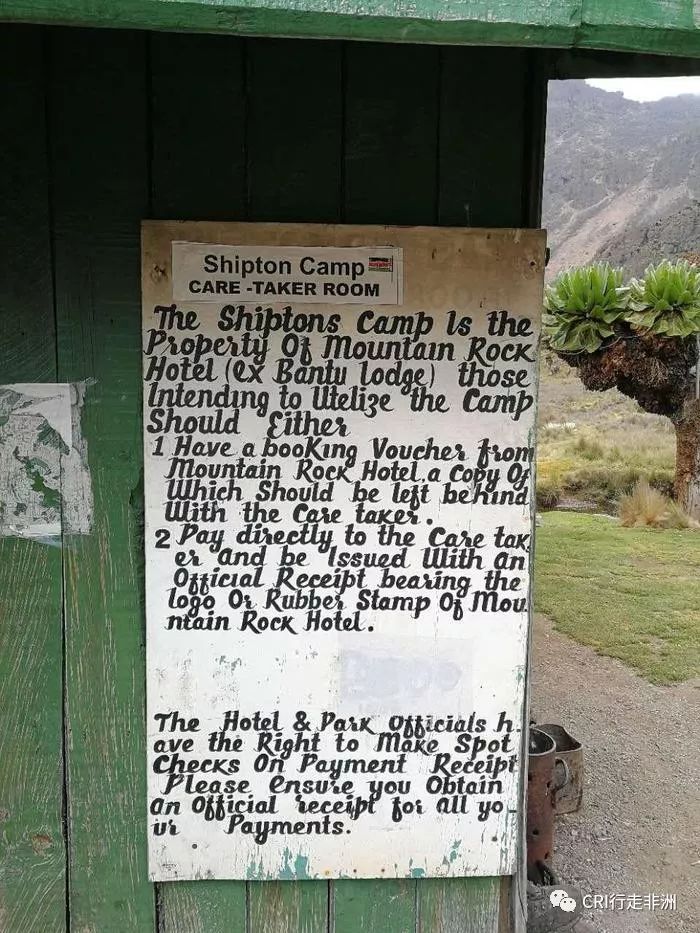 Shipton Camp
CARE -TAKER ROOM
The Shiptons Camp Is the
Property Of Mountain Rock
Hotel (ex Bantu lodge) those
Intending to Utelize the Camp
Should Either
1 Have a booKing Voucher from
Mountain Rock Hotel, a Copy Of
Which Should be left behind
With the Care taker.
2 Pay directly to the Care tak
er And be Issued With An
Official Receipt bearing the
logo Or Rubber Stamp Of Mou
ntain Rock Hotel.
The Hotel & Park Officials h.
ave the Right to Make Spot
Checks On Payment Receipt
Please Ensure you Obtain
An Official receipt for All yo-
ur Payments.
CRI行走非洲